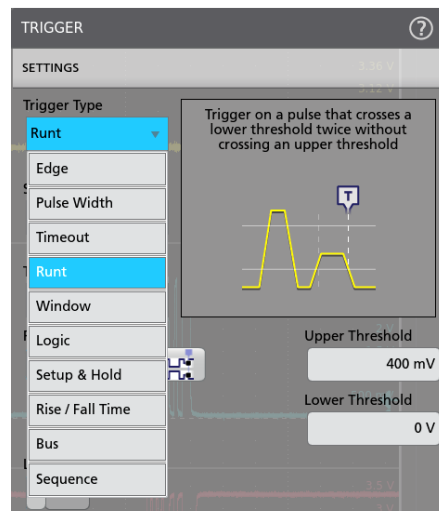 TRIGGER
?
SETTINGS
Trigger Type
Runt
Edge
Pulse Width
Timeout
Runt
Window
Logic
Setup & Hold
Rise / Fall Time
Bus
Sequence
Trigger on a pulse that crosses a
lower threshold twice without
crossing an upper threshold
T
Upper Threshold
400 mV
Lower Threshold
0 V
3.5 V